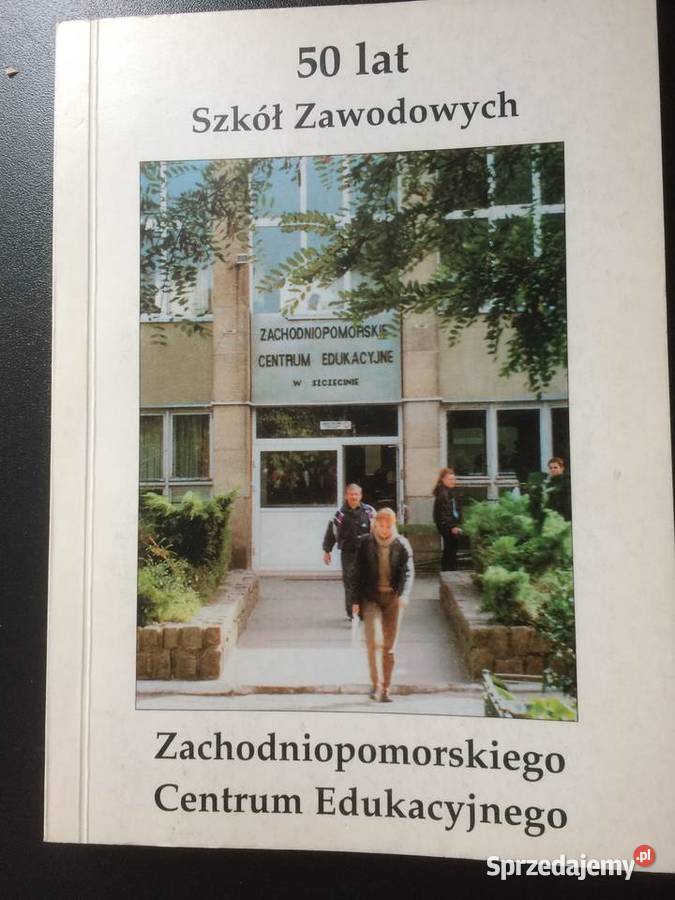 50 lat
Szkół Zawodowych
ZACHODNIOPOMORSKIE
CENTRUM EDUKACYJNE
W SZCZECINIE
Zachodniopomorskiego
Centrum Edukacyjnego
Sprzedajemy.pl